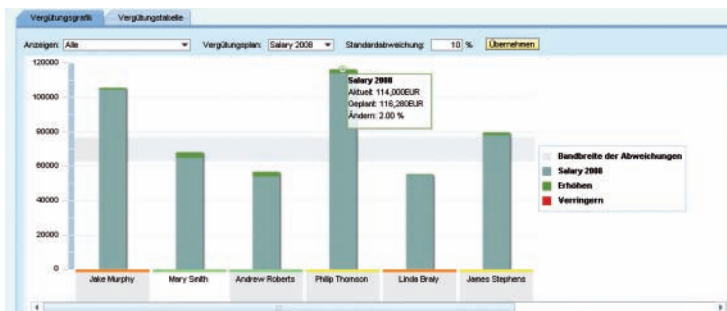 Vergütungsgrafik Vergütungstabelle
Anzeigen: Alle Vergütungsplan: Salary 2008 Standardabweichung: 10 % Übernehmen
120000
100000
80000
60000
40000
20000
0
Salary 2008
Aktuell: 114,000EUR
Geplant: 116,280EUR
Ändern: 2.00 %
Bandbreite der Abweichungen
Salary 2008
Erhöhen
Verringern
Jake Murphy Mary Smith Andrew Roberts Philip Thomson Linda Braly James Stephens